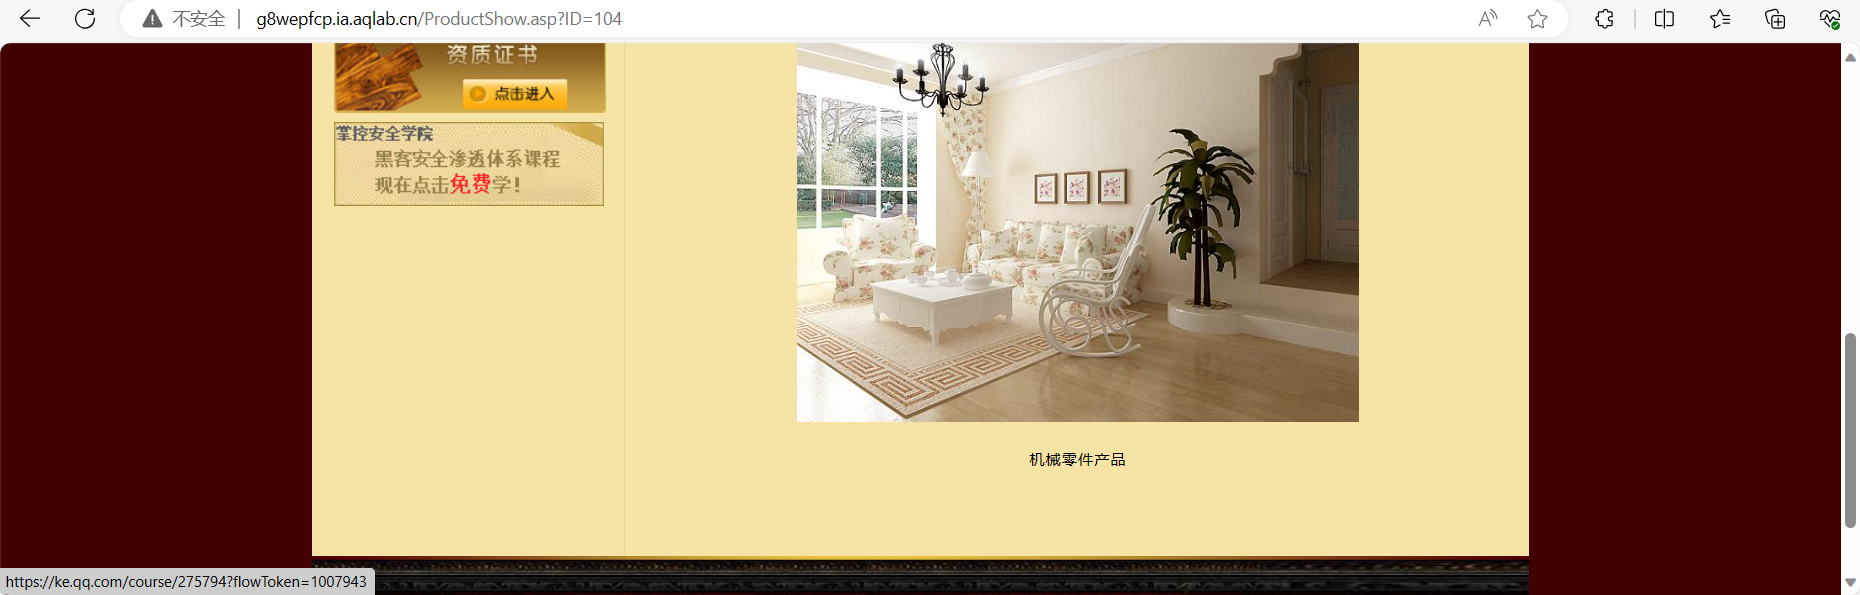 不安全 | g8wepfcp.ia.aqlab.cn/ProductShow.asp?ID=104
资质证书
点击进入
掌控安全学院
黑客安全渗透体系课程
现在点击免费学!
机械零件产品
https://ke.qq.com/course/275794?flowToken=1007943